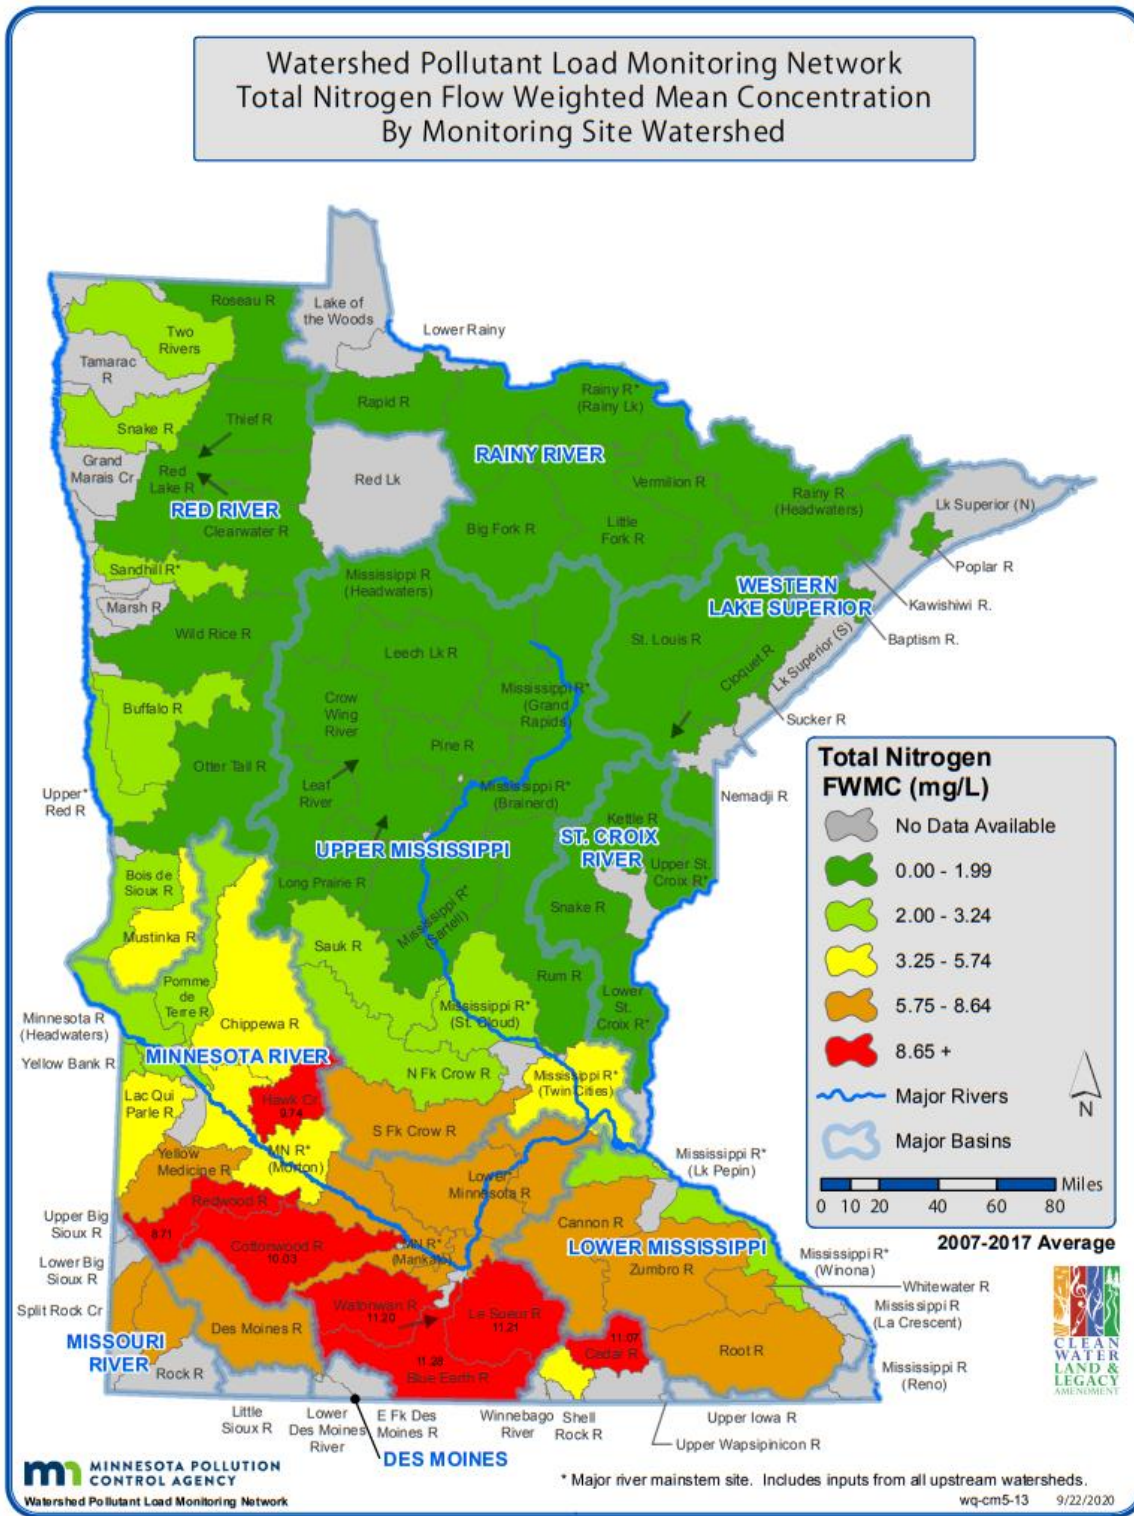 Watershed Pollutant Load Monitoring Network
Total Nitrogen Flow Weighted Mean Concentration
By Monitoring Site Watershed
Roseau R
Lake of
the Woods
Two
Rivers
Lower Rainy
Tamarac
R
Rainy R*
(Rainy Lk)
Rapid R
Thief R
Snake R
RAINY RIVER
Grand
Marais Cr
Red
Lake R
Red Lk
Vermilion R
Rainy R
(Headwaters)
Lk Superior (N)
RED RIVER
Clearwater R
Big Fork R
Little
Fork R
Poplar R
Sandhill R*
Mississippi R
(Headwaters)
WESTERN
LAKE SUPERIOR
Kawishiwi R.
Marsh R
Wild Rice R
St. Louis R
Baptism R.
Leech Lk R
Cloquet R
Lk Superior (S)
Buffalo R
Crow
Wing
River
Mississippi R*
(Grand
Rapids)
Sucker R
Pine R
Otter Tail R
Leaf
River
Mississippi R*
(Brainerd)
Upper*
Red R
Nemadji R
Kettle R
UPPER MISSISSIPPI
ST. CROIX
RIVER
Bois de
Sioux R
Long Prairie R
Upper St.
Croix R*
Mississippi R*
(Sartell)
Snake R
Mustinka R
Sauk R
Rum R
Pomme
de
Terre R
Lower
St.
Croix R*
Mississippi R*
(St. Cloud)
Minnesota R
(Headwaters)
Chippewa R
MINNESOTA RIVER
Yellow Bank R
N Fk Crow R
Mississippi R*
(Twin Cities)
Lac Qui
Parle R
Hawk Cr
9.74
S Fk Crow R
Yellow
Medicine R
MN R*
(Morton)
Mississippi R*
(Lk Pepin)
Lower*
Minnesota R
Redwood R
8.71
Upper Big
Sioux R
Cannon R
Cottonwood R
10.03
MN R*
(Mankato)
LOWER MISSISSIPPI
Mississippi R*
(Winona)
Lower Big
Sioux R
Zumbro R
Whitewater R
Split Rock Cr
Watonwan R
11.20
Le Sueur R
11.21
Mississippi R
(La Crescent)
Des Moines R
MISSOURI
RIVER
11.07
Cedar R
Root R
Rock R
11.28
Blue Earth R
Mississippi R
(Reno)
Little
Sioux R
Lower
Des Moines
River
E Fk Des
Moines R
Winnebago
River
Shell
Rock R
Upper Iowa R
Upper Wapsipinicon R
DES MOINES
Total Nitrogen
FWMC (mg/L)
No Data Available
0.00 - 1.99
2.00 - 3.24
3.25 - 5.74
5.75 - 8.64
8.65 +
Major Rivers
N
Major Basins
Miles
0 10 20 40 60 80
2007-2017 Average
CLEAN
WATER
LAND &
LEGACY
AMENDMENT
MINNESOTA POLLUTION
CONTROL AGENCY
Watershed Pollutant Load Monitoring Network
* Major river mainstem site. Includes inputs from all upstream watersheds.
wq-cm5-13 9/22/2020